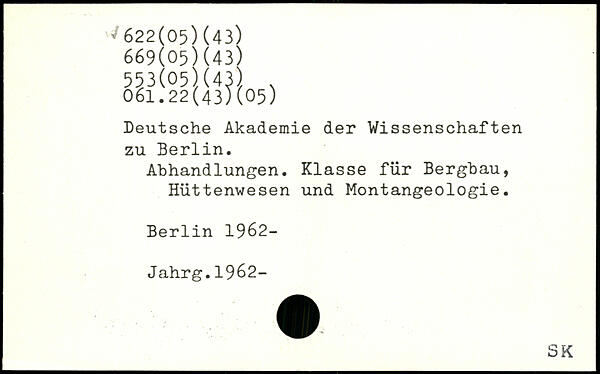 622(05)(43)
669(05)(43)
553(05)(43)
061.22(43)(05)
Deutsche Akademie der Wissenschaften
zu Berlin.
Abhandlungen. Klasse für Bergbau,
Hüttenwesen und Montangeologie.
Berlin 1962-
Jahrg.1962-
SK